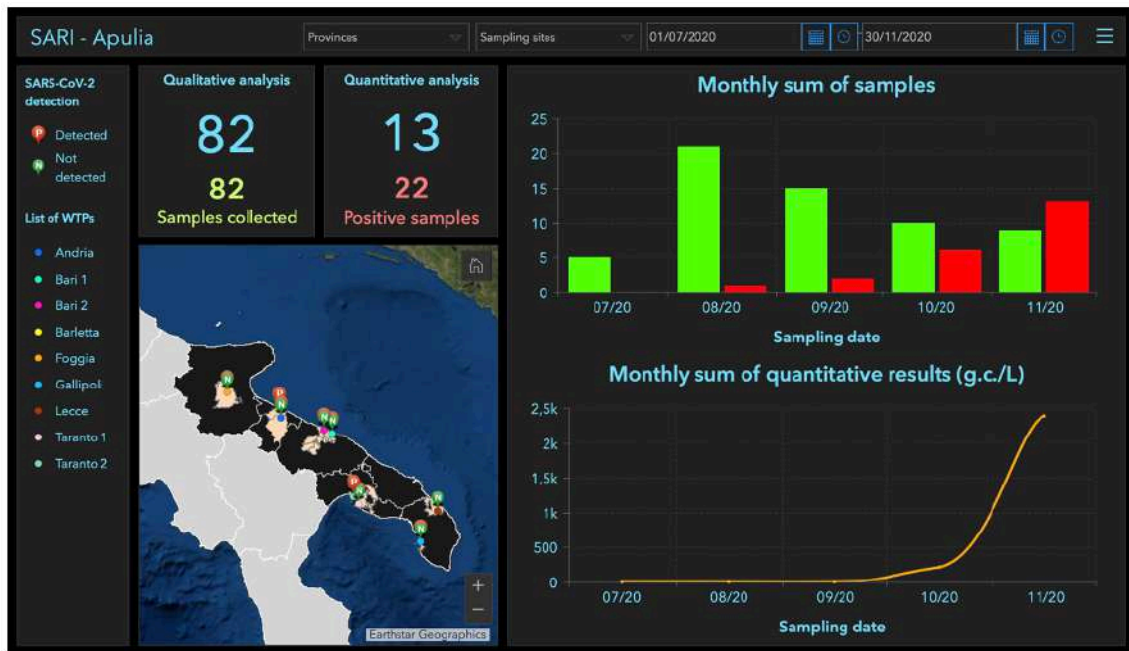 SARI - Apulia
Provinces
Sampling sites
01/07/2020
30/11/2020
SARS-CoV-2
detection
P Detected
N Not
detected
List of WTPs
Andria
Bari 1
Bari 2
Barletta
Foggia
Gallipoli
Lecce
Taranto 1
Taranto 2
Qualitative analysis
82
82
Samples collected
Quantitative analysis
13
22
Positive samples
N
P
N
N
N
P
N
N
N
Earthstar Geographics
Monthly sum of samples
25
20
15
10
5
0
07/20 08/20 09/20 10/20 11/20
Sampling date
Monthly sum of quantitative results (g.c./L)
2,5k
2k
1,5k
1k
500
0
07/20 08/20 09/20 10/20 11/20
Sampling date